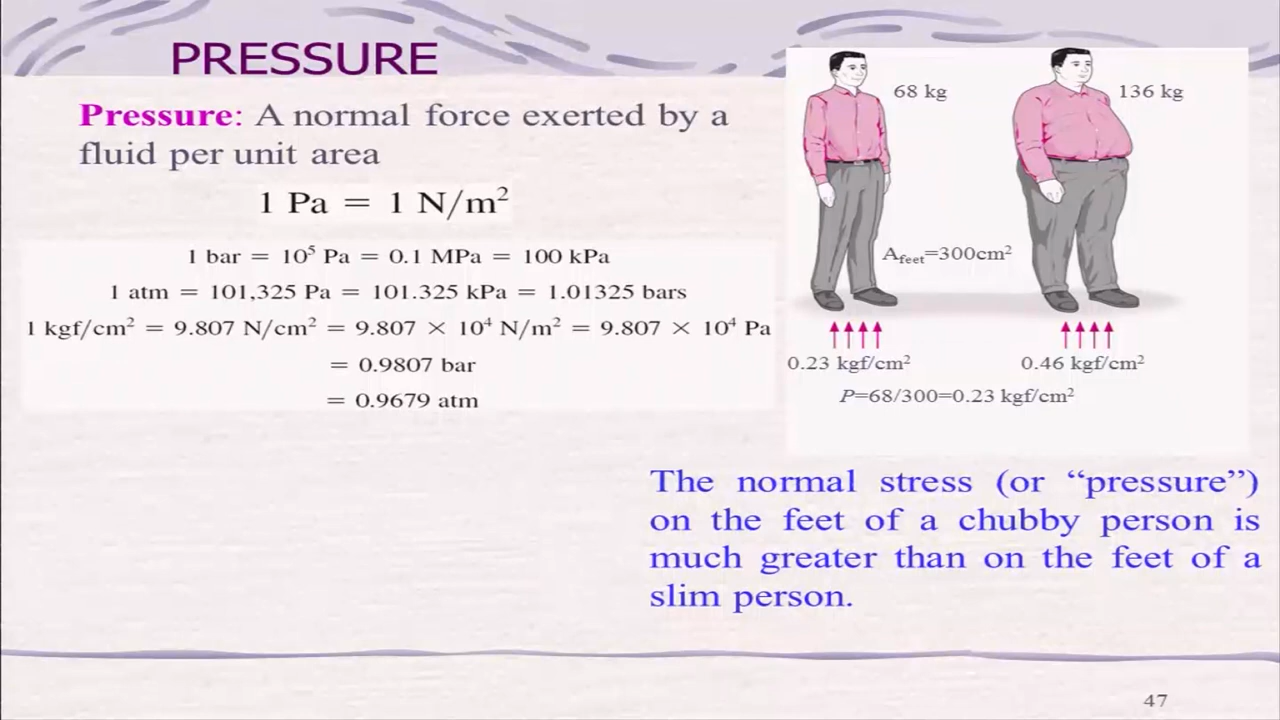 PRESSURE
Pressure: A normal force exerted by a
fluid per unit area
1 Pa = 1 N/m²
1 bar = 10⁵ Pa = 0.1 MPa = 100 kPa
1 atm = 101,325 Pa = 101.325 kPa = 1.01325 bars
1 kgf/cm² = 9.807 N/cm² = 9.807 × 10⁴ N/m² = 9.807 × 10⁴ Pa
= 0.9807 bar
= 0.9679 atm
68 kg
136 kg
A_feet=300cm²
0.23 kgf/cm²
0.46 kgf/cm²
P=68/300=0.23 kgf/cm²
The normal stress (or “pressure”)
on the feet of a chubby person is
much greater than on the feet of a
slim person.
47